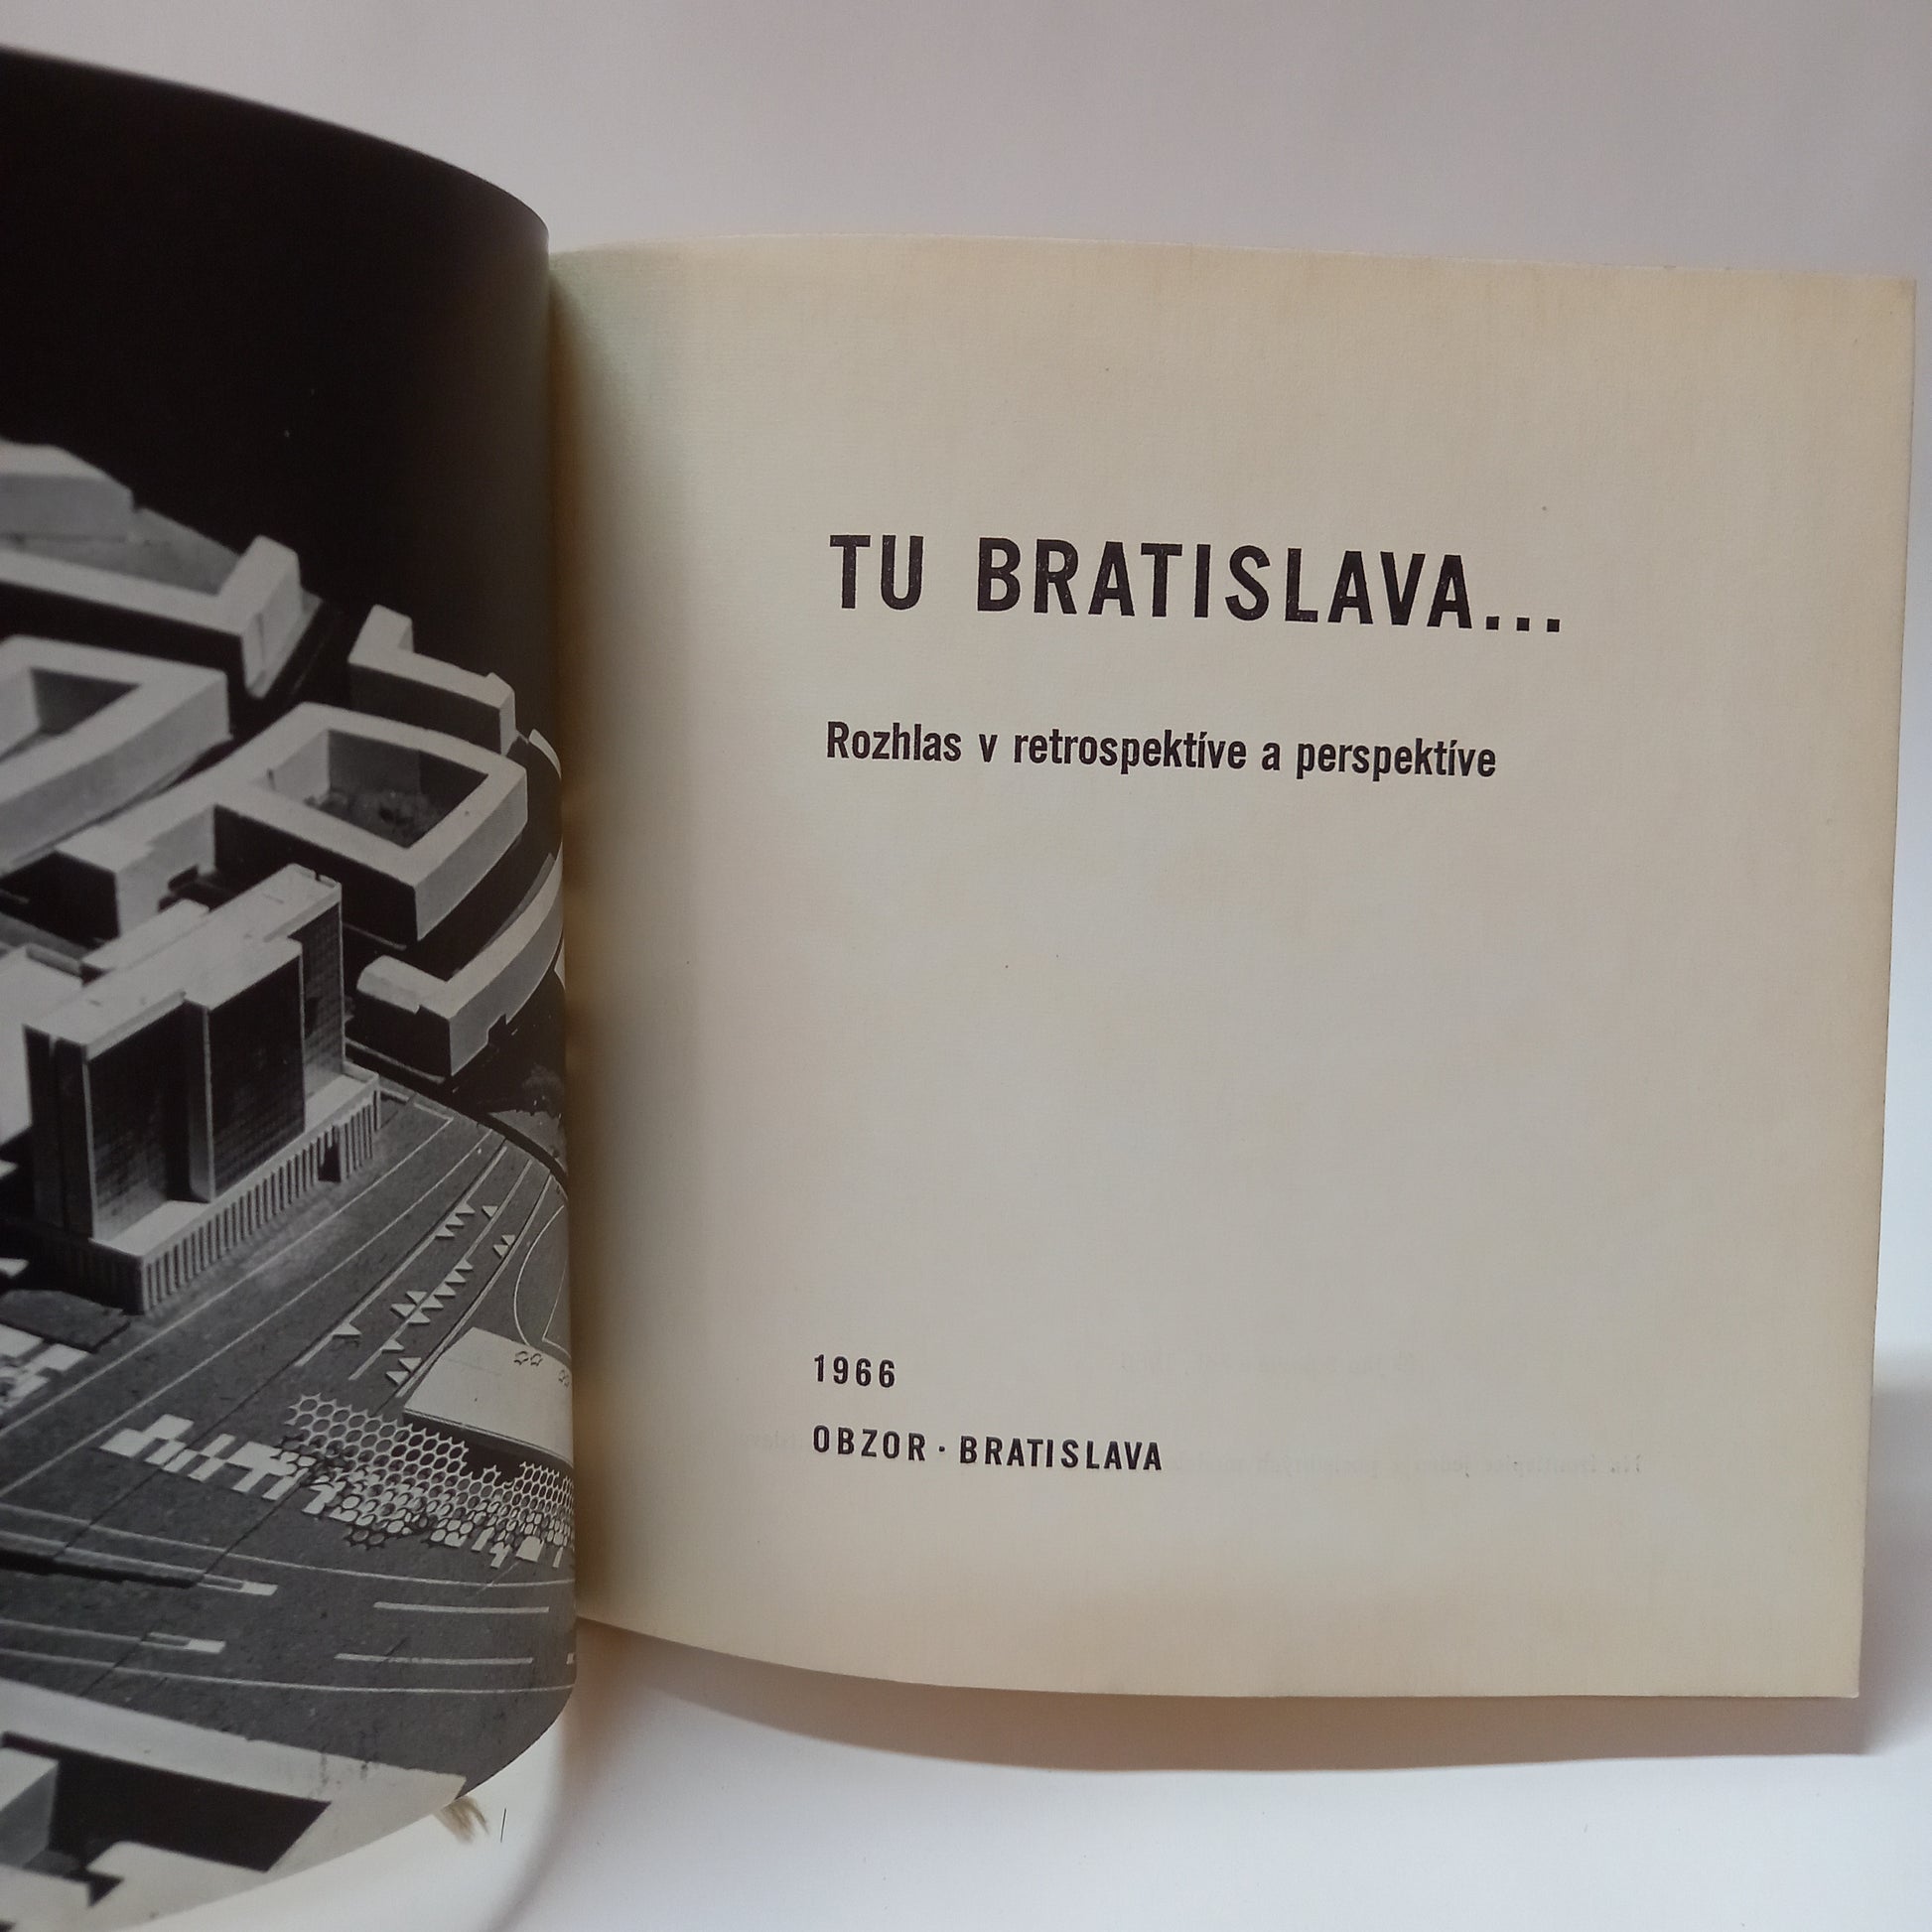 TU BRATISLAVA...
Rozhlas v retrospektíve a perspektíve
1966
OBZOR · BRATISLAVA